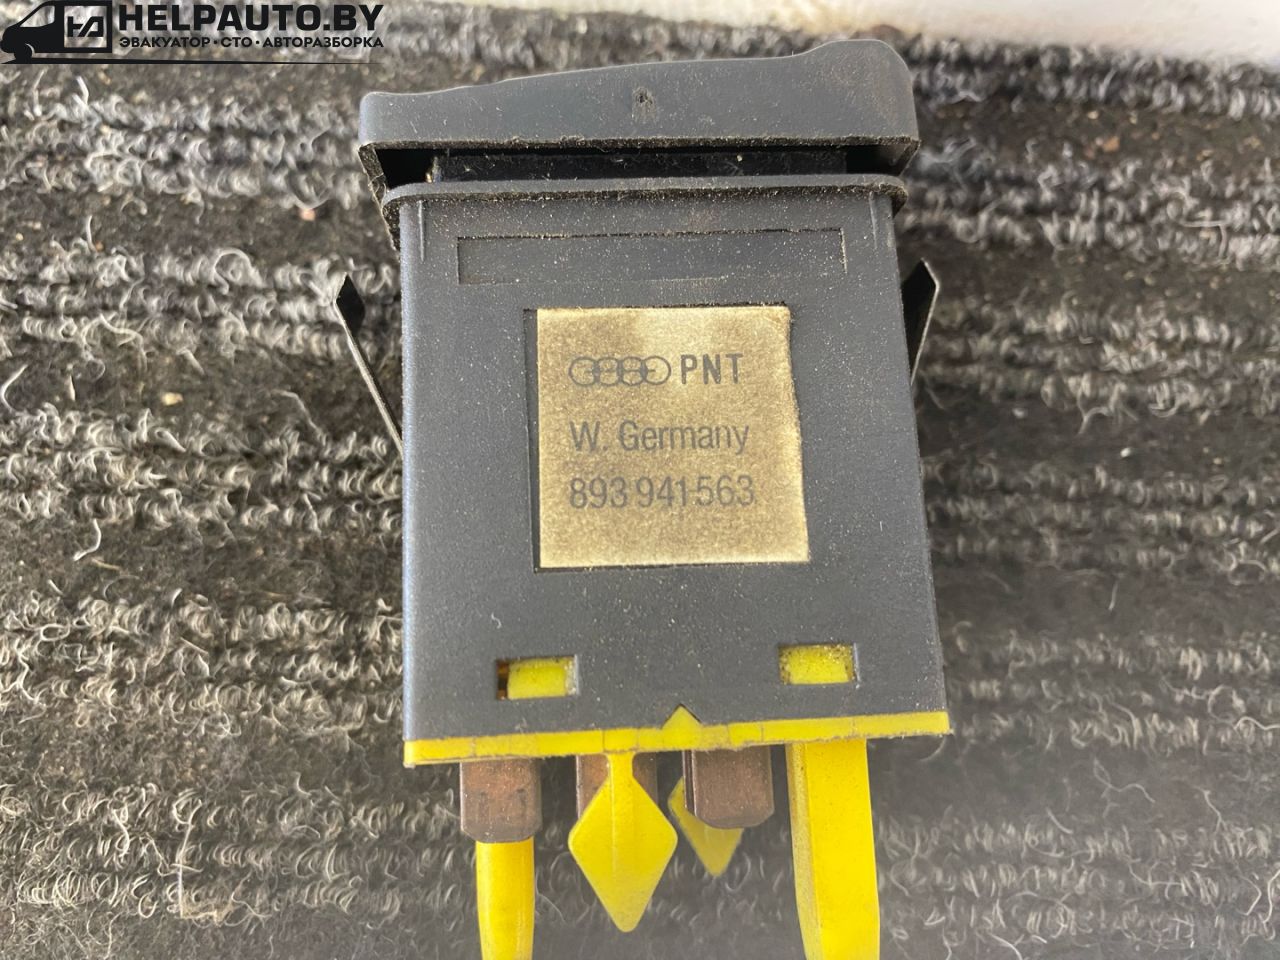 HELPAUTO.BY
ЭВАКУАТОР · СТО · АВТОРАЗБОРКА
PNT
W. Germany
893 941 563